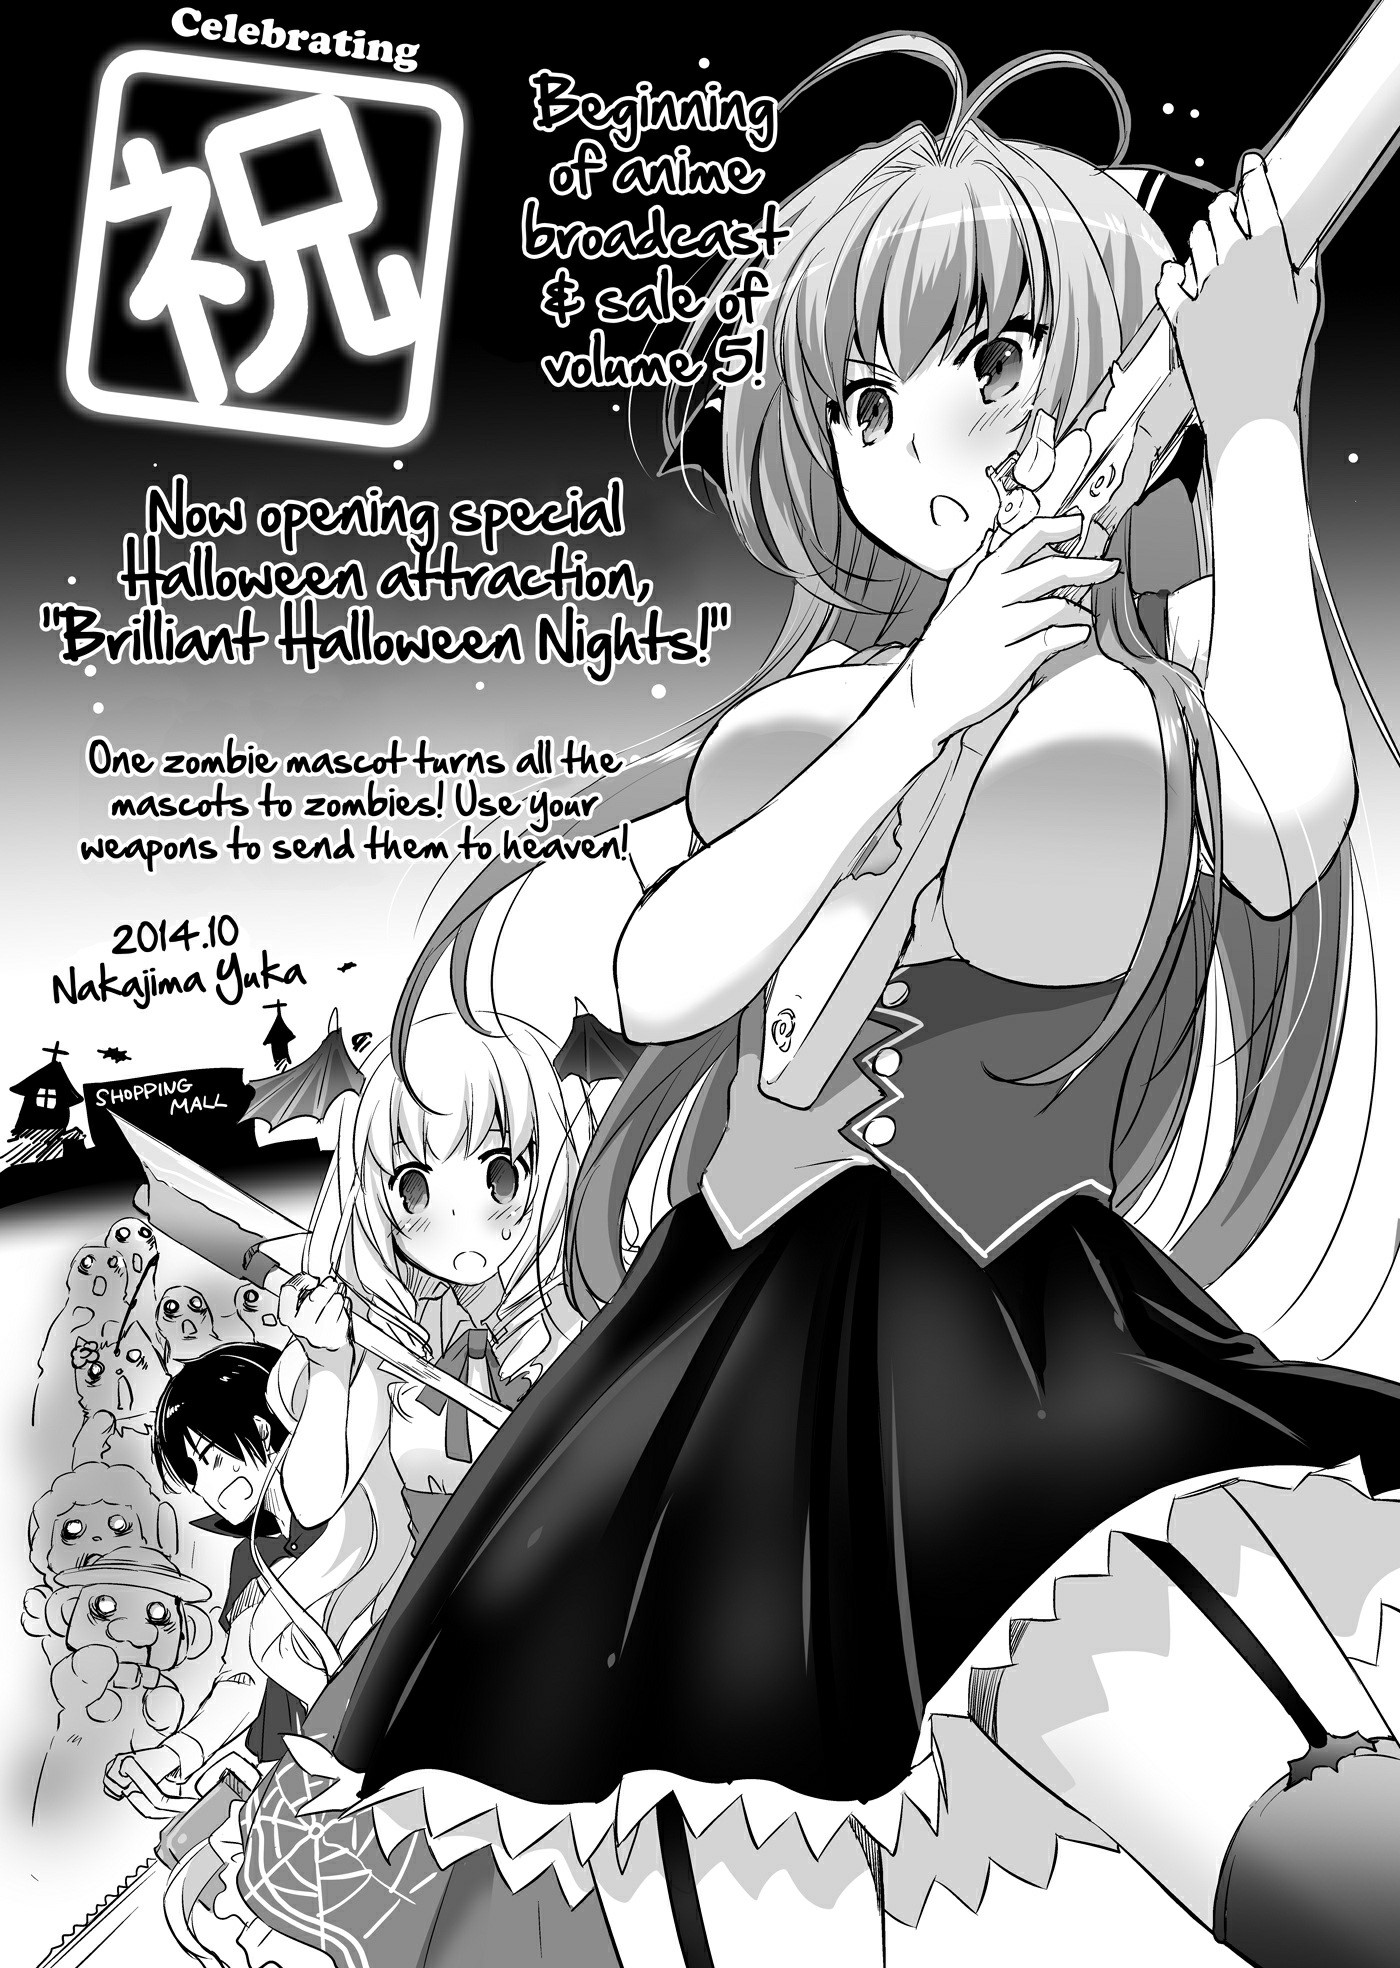 Celebrating
祝
Beginning
of anime
broadcast
& sale of
volume 5!
Now opening special
Halloween attraction,
"Brilliant Halloween Nights!"
One zombie mascot turns all the
mascots to zombies! Use your
weapons to send them to heaven!
2014.10
Nakajima Yuka
SHOPPING
MALL